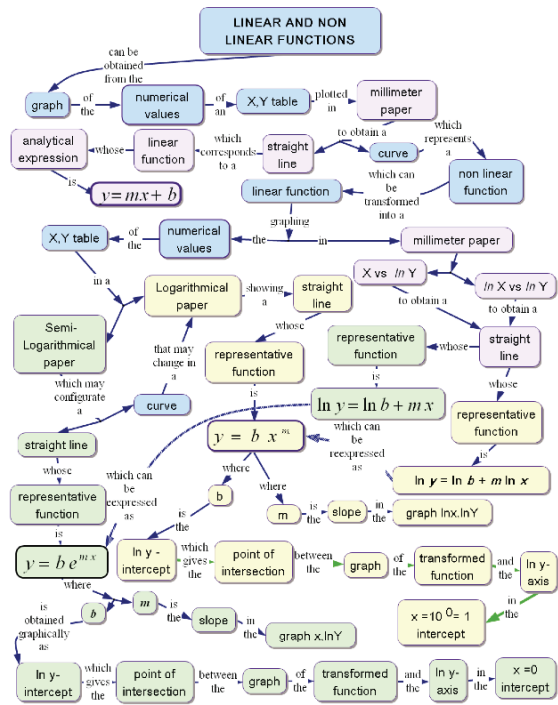 LINEAR AND NON
LINEAR FUNCTIONS
can be
obtained
from the
graph
of
the
numerical
values
of
an
X,Y table
plotted
in
millimeter
paper
to obtain a
which
represents
a
analytical
expression
whose
linear
function
which
corresponds
to a
straight
line
curve
non linear
function
is
y=mx+b
linear function
which can
be
transformed
into a
graphing
X,Y table
of
the
numerical
values
the
in
millimeter paper
in a
Logarithmical
paper
showing
a
straight
line
X vs ln Y
ln X vs ln Y
to obtain a
to obtain a
Semi-
Logarithmical
paper
that may
change in
a
whose
representative
function
representative
function
whose
straight
line
which may
configurate
a
curve
is
is
whose
ln y = ln b + m x
representative
function
straight line
y = b x^m
which can
be
reexpressed
as
is
whose
which can
be
reexpressed
as
where
where
ln y = ln b + m ln x
representative
function
b
m
is
the
slope
in
the
graph lnx.lnY
is
is
the
y = b e^{m x}
ln y -
intercept
which
gives
the
point of
intersection
between
the
graph
of
the
transformed
function
and
the
ln y-
axis
where
in
the
b
m
is
the
slope
in
the
graph x.lnY
x =10 0= 1
intercept
is
obtained
graphically
as
ln y-
intercept
which
gives
the
point of
intersection
between
the
graph
of
the
transformed
function
and
the
ln y-
axis
in
the
x =0
intercept